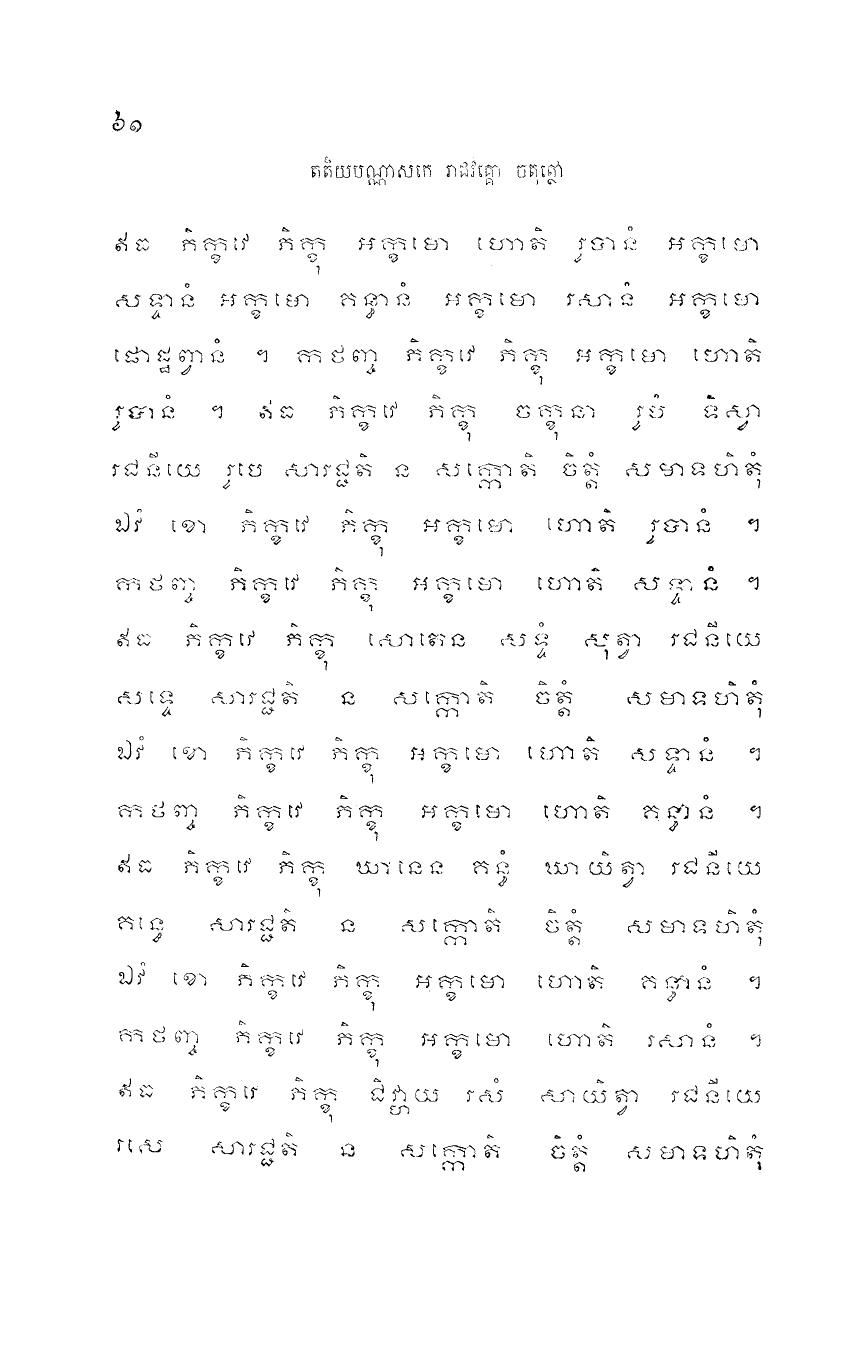 ៦១
តតិយបណ្ណាសកេ រាជវគ្គោ ចតុត្ថោ
ឥធ ភិក្ខវេ ភិក្ខុ អក្ខមោ ហោតិ រូបានំ អក្ខមោ
សទ្ទានំ អក្ខមោ គន្ធានំ អក្ខមោ រសានំ អក្ខមោ
ផោដ្ឋព្វានំ ។ កថញ្ច ភិក្ខវេ ភិក្ខុ អក្ខមោ ហោតិ
រូបានំ ។ ឥធ ភិក្ខវេ ភិក្ខុ ចក្ខុនា រូបំ ទិស្វា
រជនីយេ រូបេ សារជ្ជតិ ន សក្កោតិ ចិត្តំ សមាទហិតុំ
ឯវំ ខោ ភិក្ខវេ ភិក្ខុ អក្ខមោ ហោតិ រូបានំ ។
កថញ្ច ភិក្ខវេ ភិក្ខុ អក្ខមោ ហោតិ សទ្ទានំ ។
ឥធ ភិក្ខវេ ភិក្ខុ សោតេន សទ្ទំ សុត្វា រជនីយេ
សទ្ទេ សារជ្ជតិ ន សក្កោតិ ចិត្តំ សមាទហិតុំ
ឯវំ ខោ ភិក្ខវេ ភិក្ខុ អក្ខមោ ហោតិ សទ្ទានំ ។
កថញ្ច ភិក្ខវេ ភិក្ខុ អក្ខមោ ហោតិ គន្ធានំ ។
ឥធ ភិក្ខវេ ភិក្ខុ ឃានេន គន្ធំ ឃាយិត្វា រជនីយេ
គន្ធេ សារជ្ជតិ ន សក្កោតិ ចិត្តំ សមាទហិតុំ
ឯវំ ខោ ភិក្ខវេ ភិក្ខុ អក្ខមោ ហោតិ គន្ធានំ ។
កថញ្ច ភិក្ខវេ ភិក្ខុ អក្ខមោ ហោតិ រសានំ ។
ឥធ ភិក្ខវេ ភិក្ខុ ជិវ្ហាយ រសំ សាយិត្វា រជនីយេ
រសេ សារជ្ជតិ ន សក្កោតិ ចិត្តំ សមាទហិតុំ